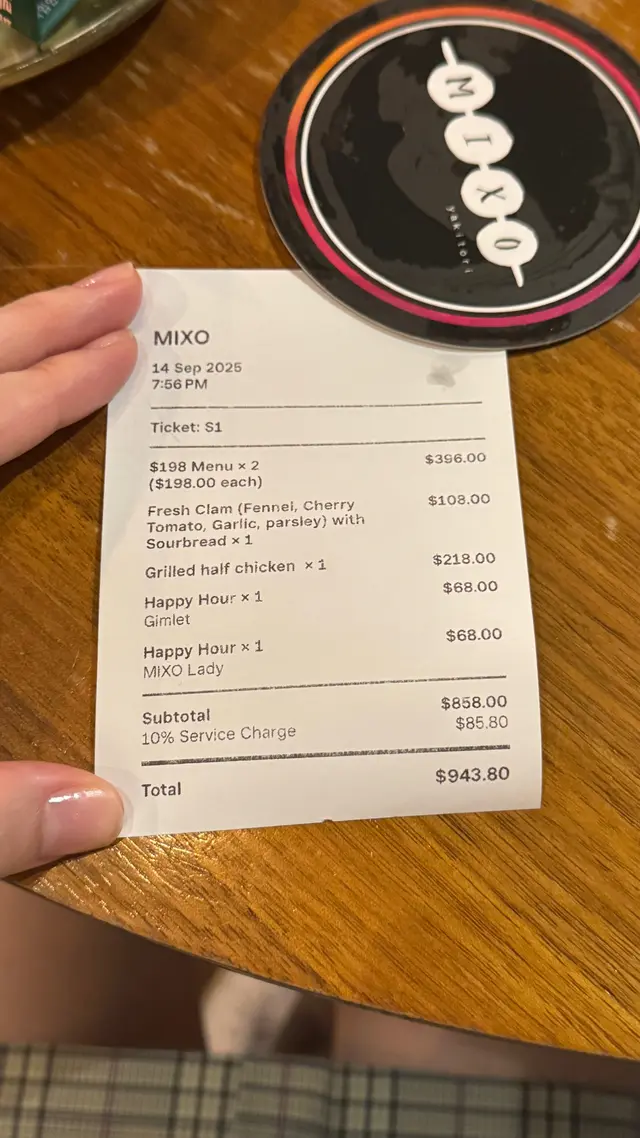 MIXO
yakitori
MIXO
14 Sep 2025
7:56 PM
Ticket: S1
$198 Menu × 2 $396.00
($198.00 each)
Fresh Clam (Fennel, Cherry $108.00
Tomato, Garlic, parsley) with
Sourbread × 1
Grilled half chicken × 1 $218.00
Happy Hour × 1 $68.00
Gimlet
Happy Hour × 1 $68.00
MIXO Lady
Subtotal $858.00
10% Service Charge $85.80
Total $943.80